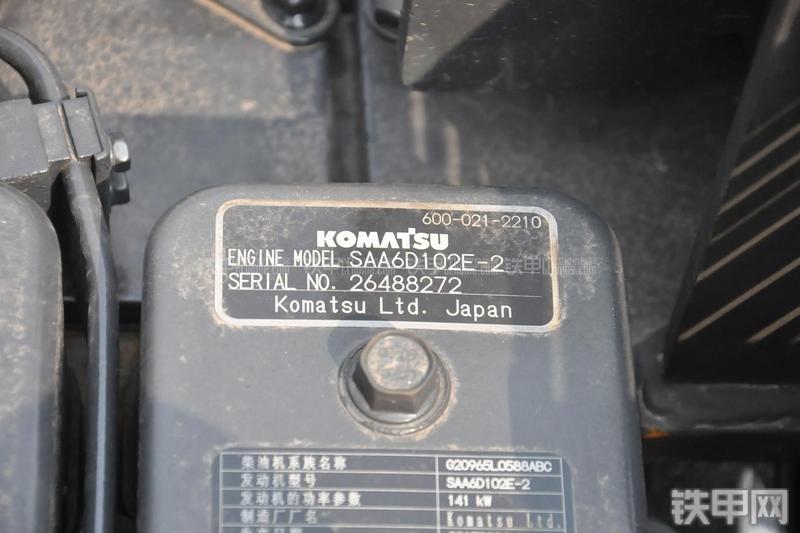 600-021-2210
KOMATSU
ENGINE MODEL SAA6D102E-2
SERIAL NO. 26488272
Komatsu Ltd. Japan
柴油机系族名称 G20965L0588ABC
发动机型号 SAA6D102E-2
发动机的功率参数 141 kW
制造厂厂名 Komatsu Ltd.
铁甲网